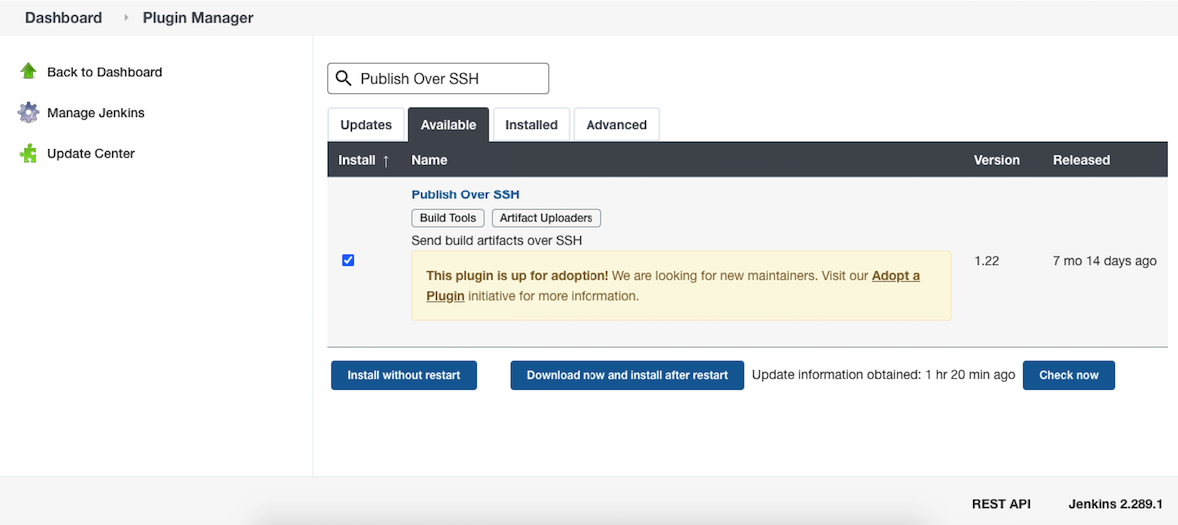 Dashboard
Plugin Manager
Back to Dashboard
Manage Jenkins
Update Center
Publish Over SSH
Updates
Available
Installed
Advanced
Install ↑
Name
Version
Released
Publish Over SSH
Build Tools
Artifact Uploaders
Send build artifacts over SSH
This plugin is up for adoption! We are looking for new maintainers. Visit our Adopt a
Plugin initiative for more information.
1.22
7 mo 14 days ago
Install without restart
Download now and install after restart
Update information obtained: 1 hr 20 min ago
Check now
REST API
Jenkins 2.289.1